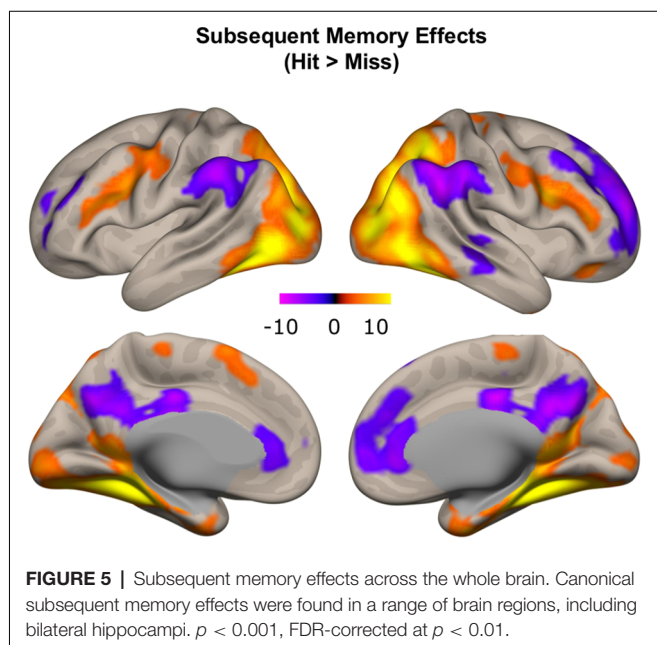 Subsequent Memory Effects
(Hit > Miss)
-10 0 10
FIGURE 5 | Subsequent memory effects across the whole brain. Canonical
subsequent memory effects were found in a range of brain regions, including
bilateral hippocampi. p < 0.001, FDR-corrected at p < 0.01.